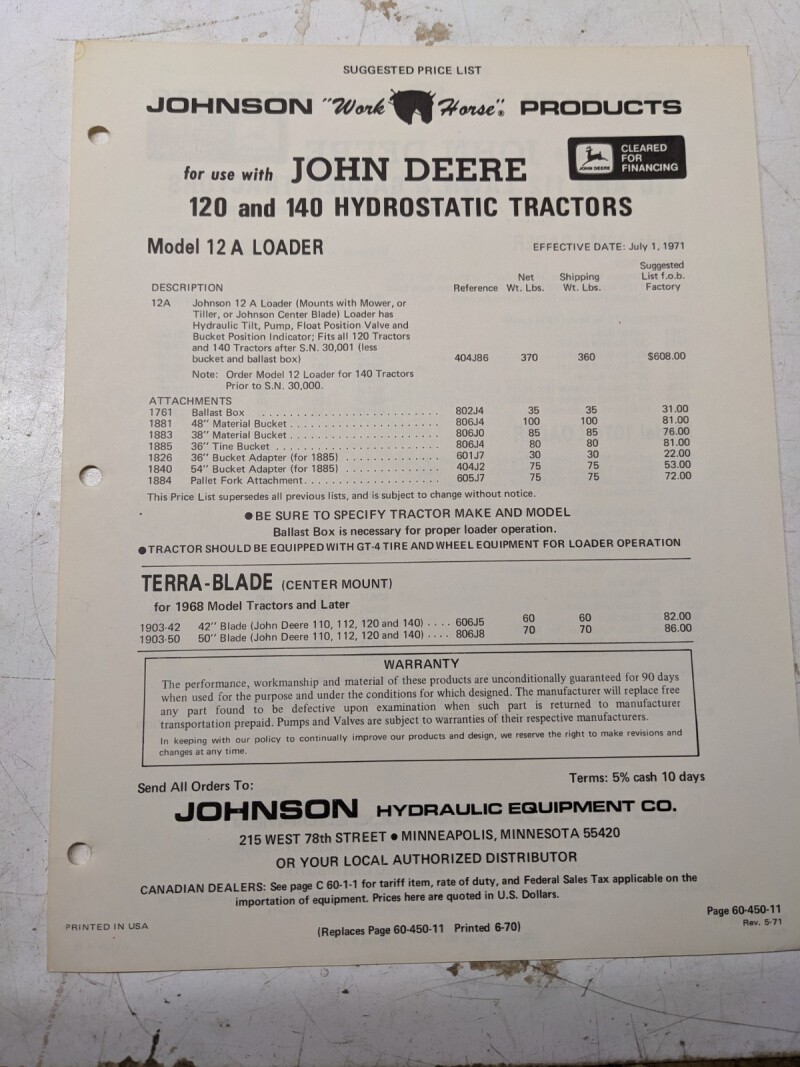 SUGGESTED PRICE LIST
JOHNSON "Work Horse"® PRODUCTS
for use with JOHN DEERE
JOHN DEERE
CLEARED
FOR
FINANCING
120 and 140 HYDROSTATIC TRACTORS
Model 12 A LOADER
EFFECTIVE DATE: July 1, 1971
DESCRIPTION Reference Net Wt. Lbs. Shipping Wt. Lbs. Suggested List f.o.b. Factory
12A Johnson 12 A Loader (Mounts with Mower, or
Tiller, or Johnson Center Blade) Loader has
Hydraulic Tilt, Pump, Float Position Valve and
Bucket Position Indicator; Fits all 120 Tractors
and 140 Tractors after S.N. 30,001 (less
bucket and ballast box) 404J86 370 360 $608.00
Note: Order Model 12 Loader for 140 Tractors
Prior to S.N. 30,000.
ATTACHMENTS
1761 Ballast Box . . . . . . . . . . . . . . . . . . . . . . . . . 802J4 35 35 31.00
1881 48" Material Bucket . . . . . . . . . . . . . . . . . . . . . 806J4 100 100 81.00
1883 38" Material Bucket . . . . . . . . . . . . . . . . . . . . . 806J0 85 85 76.00
1885 36" Tine Bucket . . . . . . . . . . . . . . . . . . . . . . . 806J4 80 80 81.00
1826 36" Bucket Adapter (for 1885) . . . . . . . . . . . . . 601J7 30 30 22.00
1840 54" Bucket Adapter (for 1885) . . . . . . . . . . . . . 404J2 75 75 53.00
1884 Pallet Fork Attachment . . . . . . . . . . . . . . . . . . . 605J7 75 75 72.00
This Price List supersedes all previous lists, and is subject to change without notice.
● BE SURE TO SPECIFY TRACTOR MAKE AND MODEL
Ballast Box is necessary for proper loader operation.
● TRACTOR SHOULD BE EQUIPPED WITH GT-4 TIRE AND WHEEL EQUIPMENT FOR LOADER OPERATION
TERRA-BLADE (CENTER MOUNT)
for 1968 Model Tractors and Later
1903-42 42" Blade (John Deere 110, 112, 120 and 140) . . . . 606J5 60 60 82.00
1903-50 50" Blade (John Deere 110, 112, 120 and 140) . . . . 806J8 70 70 86.00
WARRANTY
The performance, workmanship and material of these products are unconditionally guaranteed for 90 days
when used for the purpose and under the conditions for which designed. The manufacturer will replace free
any part found to be defective upon examination when such part is returned to manufacturer
transportation prepaid. Pumps and Valves are subject to warranties of their respective manufacturers.
In keeping with our policy to continually improve our products and design, we reserve the right to make revisions and
changes at any time.
Send All Orders To:
Terms: 5% cash 10 days
JOHNSON HYDRAULIC EQUIPMENT CO.
215 WEST 78th STREET ● MINNEAPOLIS, MINNESOTA 55420
OR YOUR LOCAL AUTHORIZED DISTRIBUTOR
CANADIAN DEALERS: See page C 60-1-1 for tariff item, rate of duty, and Federal Sales Tax applicable on the
importation of equipment. Prices here are quoted in U.S. Dollars.
Page 60-450-11
Rev. 5-71
PRINTED IN USA
(Replaces Page 60-450-11 Printed 6-70)